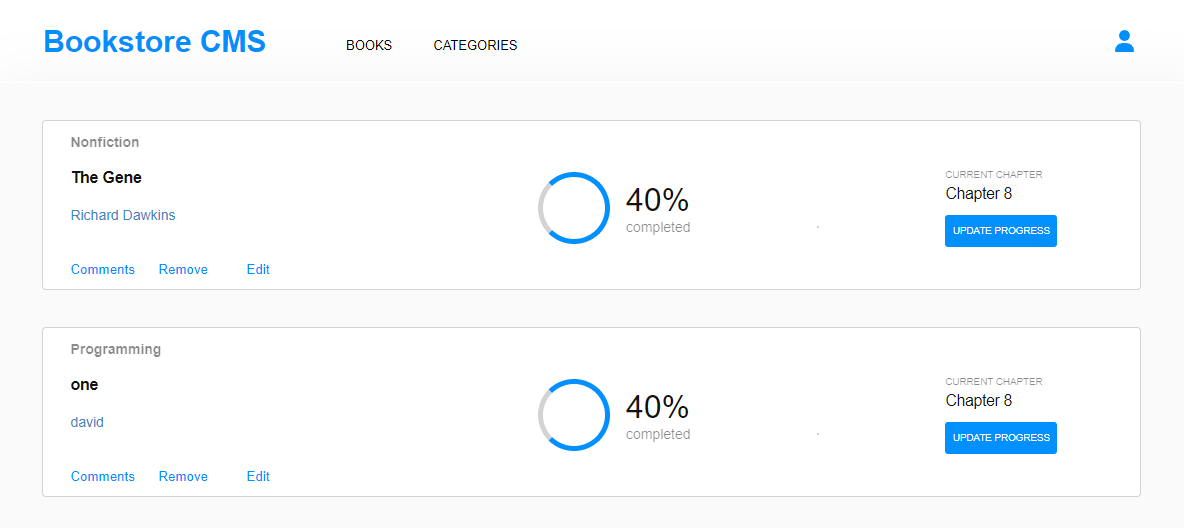 Bookstore CMS
BOOKS
CATEGORIES
Nonfiction
The Gene
Richard Dawkins
Comments
Remove
Edit
40%
completed
CURRENT CHAPTER
Chapter 8
UPDATE PROGRESS
Programming
one
david
Comments
Remove
Edit
40%
completed
CURRENT CHAPTER
Chapter 8
UPDATE PROGRESS